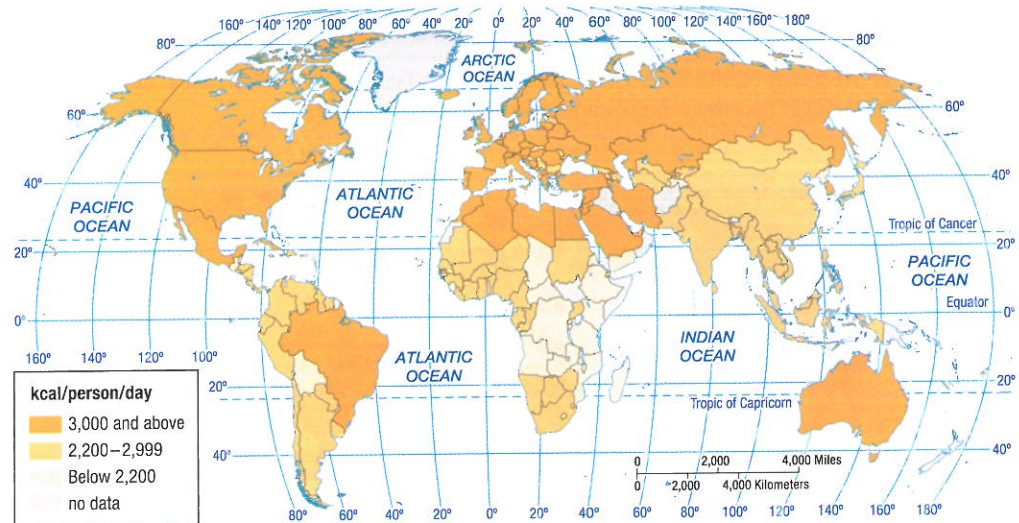 160° 140° 120° 100° 80° 60° 40° 20° 0° 20° 40° 60° 80° 100° 120° 140° 160° 180°
80° 80°
ARCTIC
OCEAN
60° 60°
40° 40°
ATLANTIC
OCEAN
PACIFIC
OCEAN
Tropic of Cancer
20° 20°
PACIFIC
OCEAN
Equator
0° 0°
INDIAN
OCEAN
160° 140° 120° 100°
ATLANTIC
OCEAN
20° 20°
Tropic of Capricorn
kcal/person/day
3,000 and above
2,200–2,999
Below 2,200
no data
40° 40°
0 2,000 4,000 Miles
0 2,000 4,000 Kilometers
80° 60° 40° 20° 0° 20° 40° 60° 80° 100° 120° 140° 160° 180°